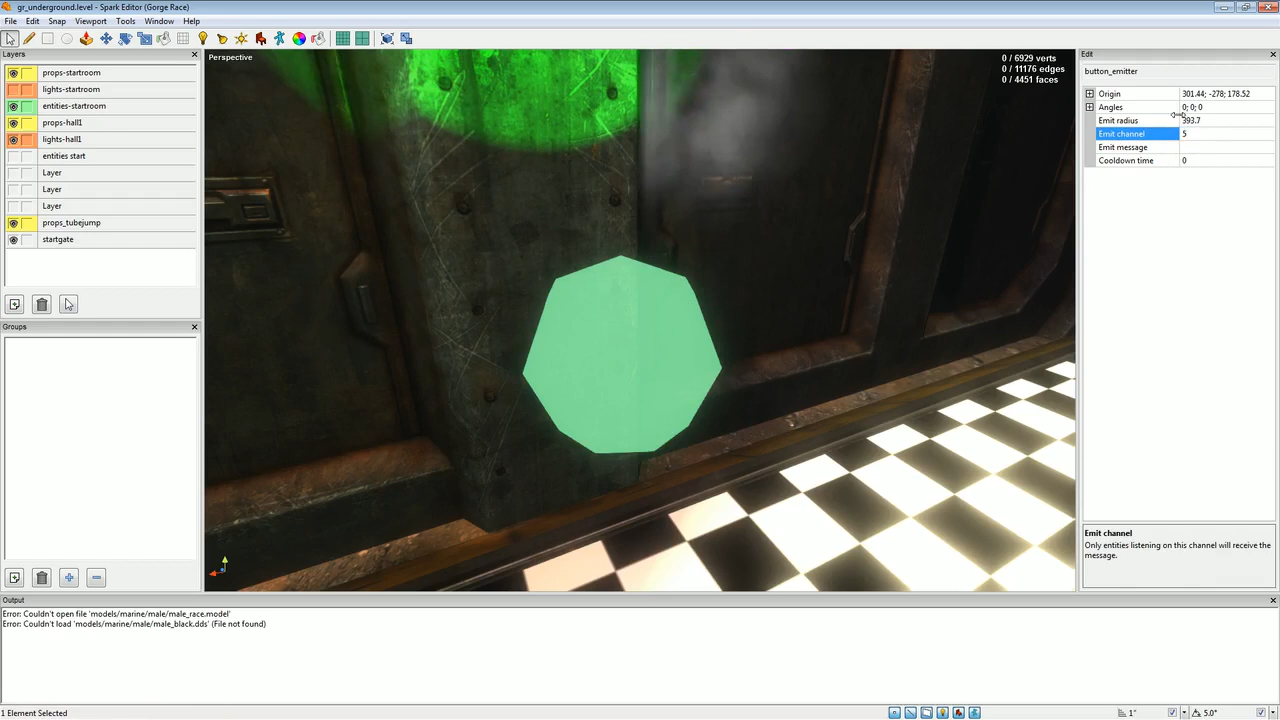 gr_underground.level - Spark Editor (Gorge Race)
File Edit Snap Viewport Tools Window Help
Layers
props-startroom
lights-startroom
entities-startroom
props-hall1
lights-hall1
entities start
Layer
Layer
Layer
props_tubejump
startgate
Groups
Perspective
0 / 6929 verts
0 / 11176 edges
0 / 4451 faces
Edit
button_emitter
Origin 301.44; -278; 178.52
Angles 0; 0; 0
Emit radius 393.7
Emit channel 5
Emit message
Cooldown time 0
Emit channel
Only entities listening on this channel will receive the
message.
Output
Error: Couldn't open file 'models/marine/male/male_race.model'
Error: Couldn't load 'models/marine/male/male_black.dds' (File not found)
1 Element Selected
1"
5.0°